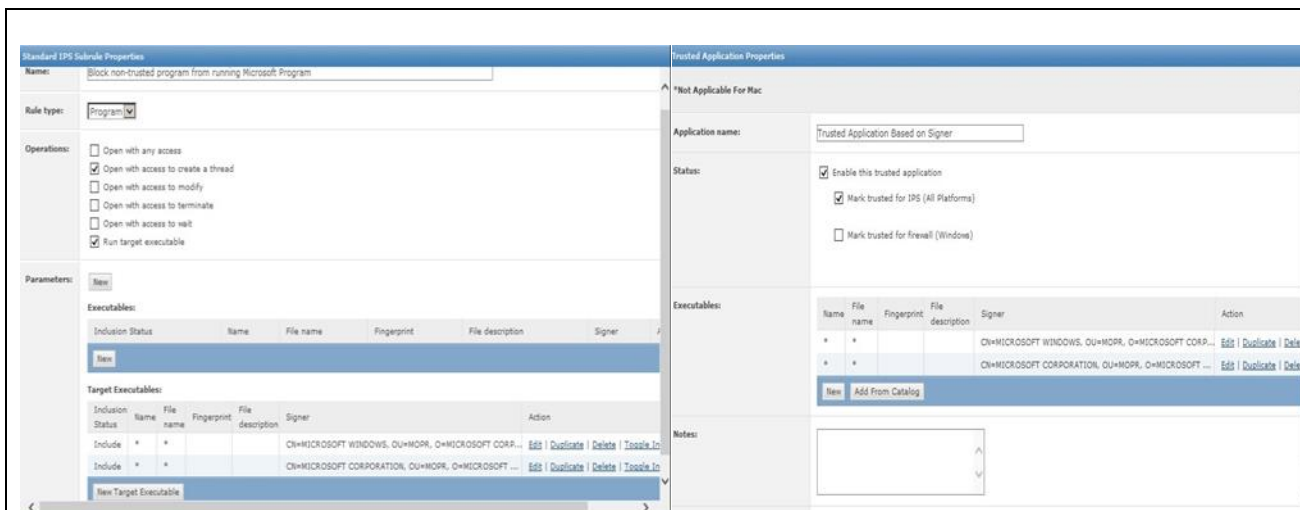 Standard IPS Subrule Properties
Name: Block non-trusted program from running Microsoft Program
Rule type: Program
Operations: Open with any access
Open with access to create a thread
Open with access to modify
Open with access to terminate
Open with access to wait
Run target executable
Parameters: New
Executables:
Inclusion Status Name File name Fingerprint File description Signer
New
Target Executables:
Inclusion Status Name File name Fingerprint File description Signer Action
Include * * CN=MICROSOFT WINDOWS, OU=MOPR, O=MICROSOFT CORP... Edit | Duplicate | Delete | Toggle In
Include * * CN=MICROSOFT CORPORATION, OU=MOPR, O=MICROSOFT ... Edit | Duplicate | Delete | Toggle In
New Target Executable
Trusted Application Properties
*Not Applicable For Mac
Application name: Trusted Application Based on Signer
Status: Enable this trusted application
Mark trusted for IPS (All Platforms)
Mark trusted for firewall (Windows)
Executables:
Name File name Fingerprint File description Signer Action
* * CN=MICROSOFT WINDOWS, OU=MOPR, O=MICROSOFT CORP... Edit | Duplicate | Dele
* * CN=MICROSOFT CORPORATION, OU=MOPR, O=MICROSOFT ... Edit | Duplicate | Dele
New Add From Catalog
Notes: